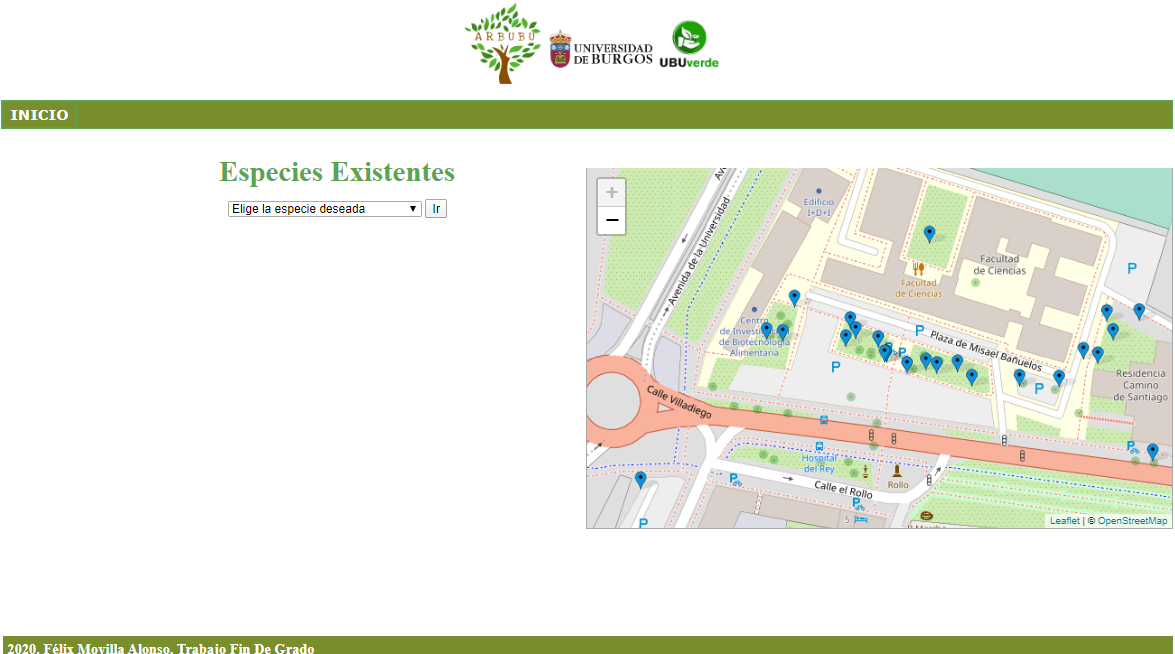 ARBUBU
UNIVERSIDAD
DE BURGOS
UBUverde
INICIO
Especies Existentes
Elige la especie deseada
Ir
+
−
Avenida de la Universidad
Edificio
I+D+I
Facultad
de Ciencias
Facultad
de Ciencias
P
Centro
de Investigación
de Biotecnología
Alimentaria
P
P
P
Plaza de Misael Bañuelos
P
Residencia
Camino
de Santiago
Calle Villadiego
Hospital
del Rey
P
P
Calle el Rollo
Rollo
P
P
5
Leaflet | © OpenStreetMap
2020, Félix Movilla Alonso, Trabajo Fin De Grado